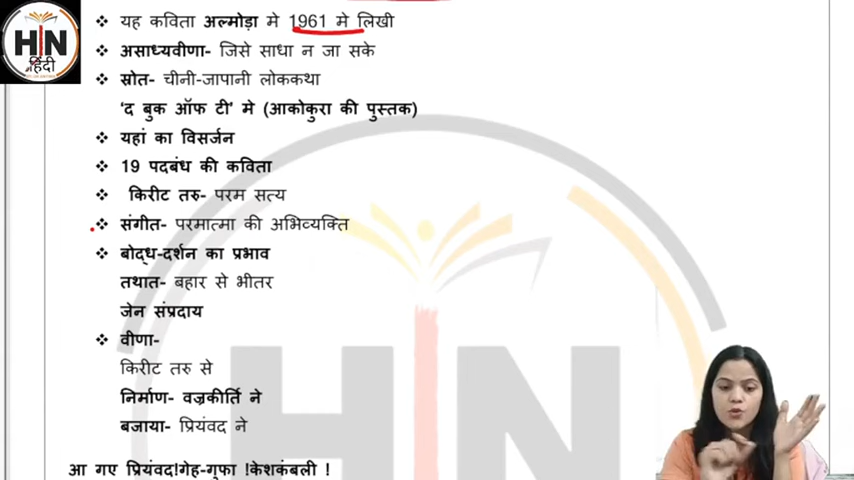 HIN
हिंदी
यह कविता अल्मोड़ा मे 1961 मे लिखी
असाध्यवीणा- जिसे साधा न जा सके
स्रोत- चीनी-जापानी लोककथा
'द बुक ऑफ टी' मे (आकोकुरा की पुस्तक)
यहां का विसर्जन
19 पदबंध की कविता
किरीट तरु- परम सत्य
संगीत- परमात्मा की अभिव्यक्ति
बोद्ध-दर्शन का प्रभाव
तथात- बहार से भीतर
जेन संप्रदाय
वीणा-
किरीट तरु से
निर्माण- वज्रकीर्ति ने
बजाया- प्रियंवद ने
आ गए प्रियंवद!गेह-गुफा !केशकंबली !
HIN